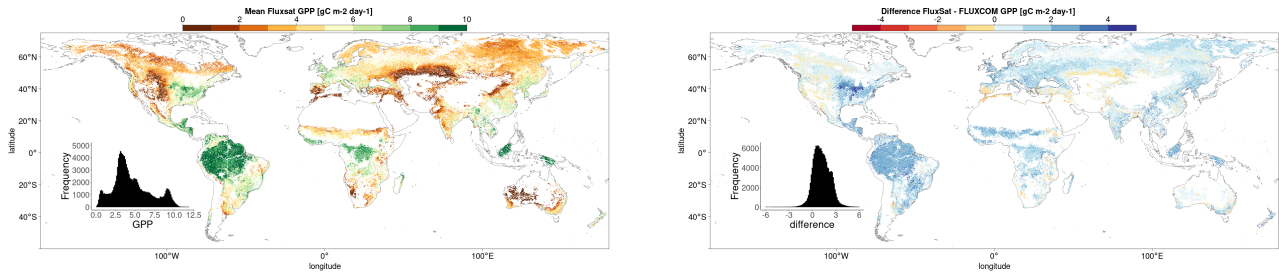 Mean Fluxsat GPP [gC m-2 day-1]
0 2 4 6 8 10
60°N
40°N
20°N
0°
20°S
40°S
latitude
Frequency
5000
4000
3000
2000
1000
0
0.0 2.5 5.0 7.5 10.0 12.5
GPP
100°W 0° 100°E
longitude
Difference FluxSat - FLUXCOM GPP [gC m-2 day-1]
-4 -2 0 2 4
60°N
40°N
20°N
0°
20°S
40°S
latitude
Frequency
6000
4000
2000
0
-6 -3 0 3 6
difference
100°W 0° 100°E
longitude